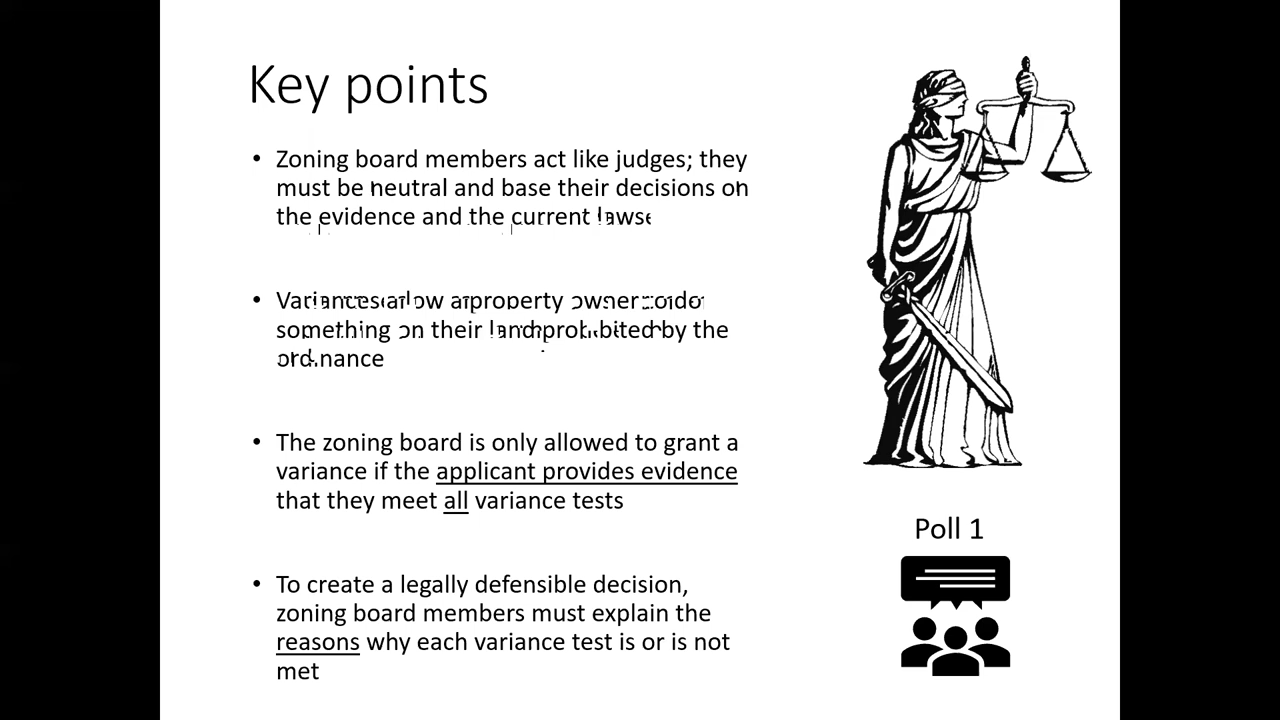 Key points
• Zoning board members act like judges; they
must be neutral and base their decisions on
the evidence and the current laws
• Variances allow a property owner to do
something on their land prohibited by the
ordinance
• The zoning board is only allowed to grant a
variance if the applicant provides evidence
that they meet all variance tests
• To create a legally defensible decision,
zoning board members must explain the
reasons why each variance test is or is not
met
Poll 1